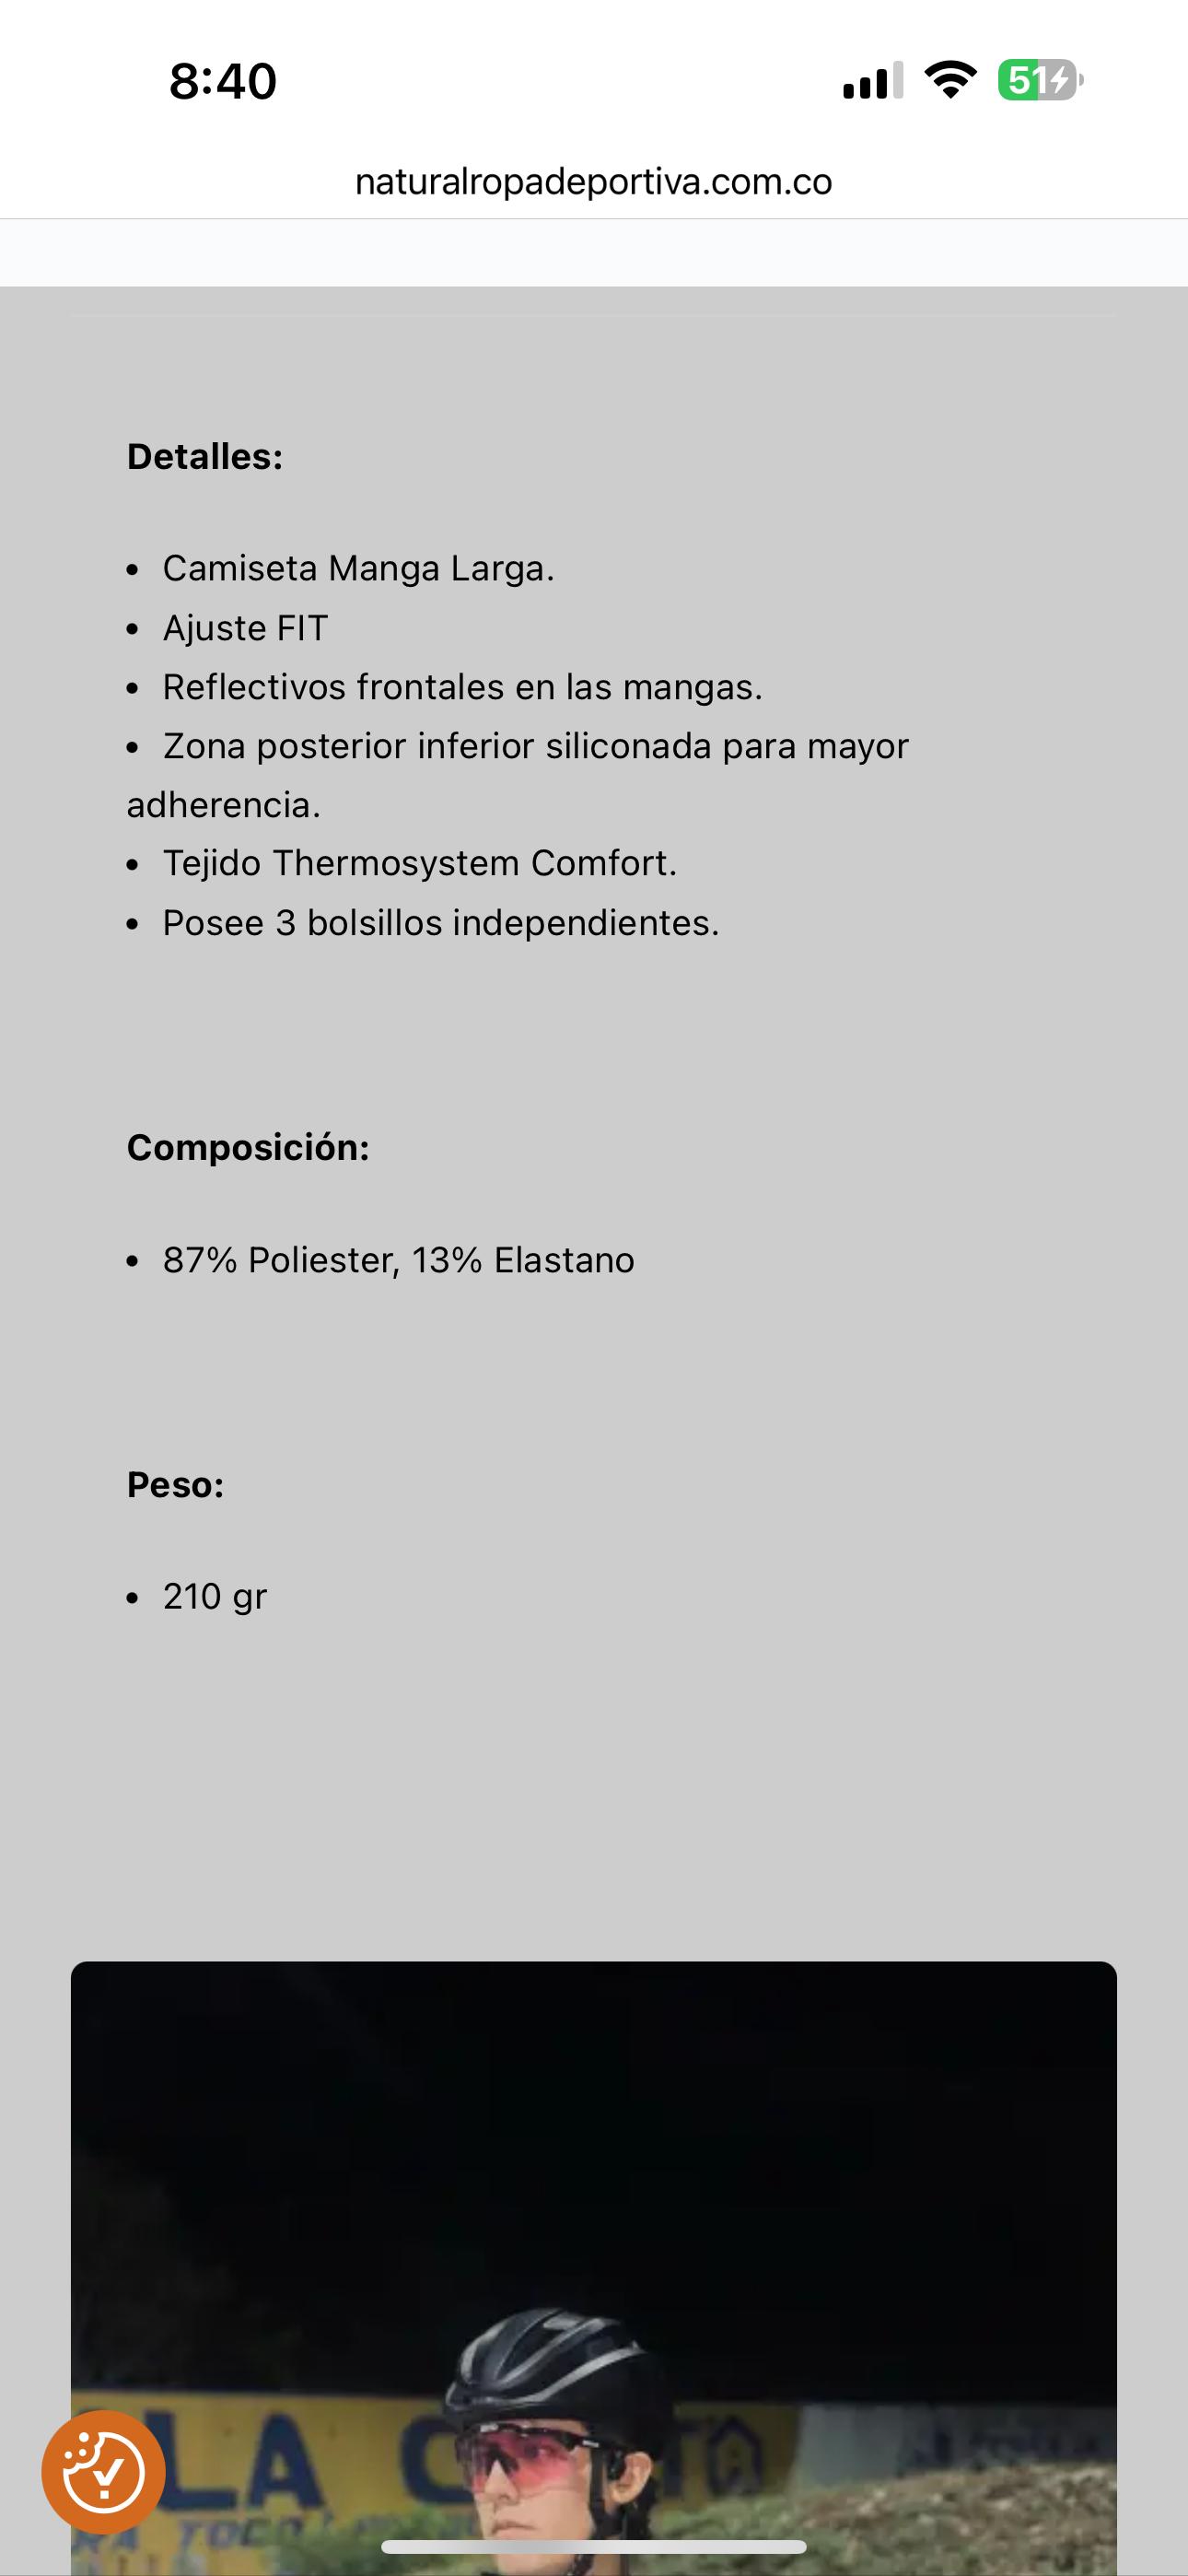 8:40
51
naturalropadeportiva.com.co
Detalles:
• Camiseta Manga Larga.
• Ajuste FIT
• Reflectivos frontales en las mangas.
• Zona posterior inferior siliconada para mayor
adherencia.
• Tejido Thermosystem Comfort.
• Posee 3 bolsillos independientes.
Composición:
• 87% Poliester, 13% Elastano
Peso:
• 210 gr
LA